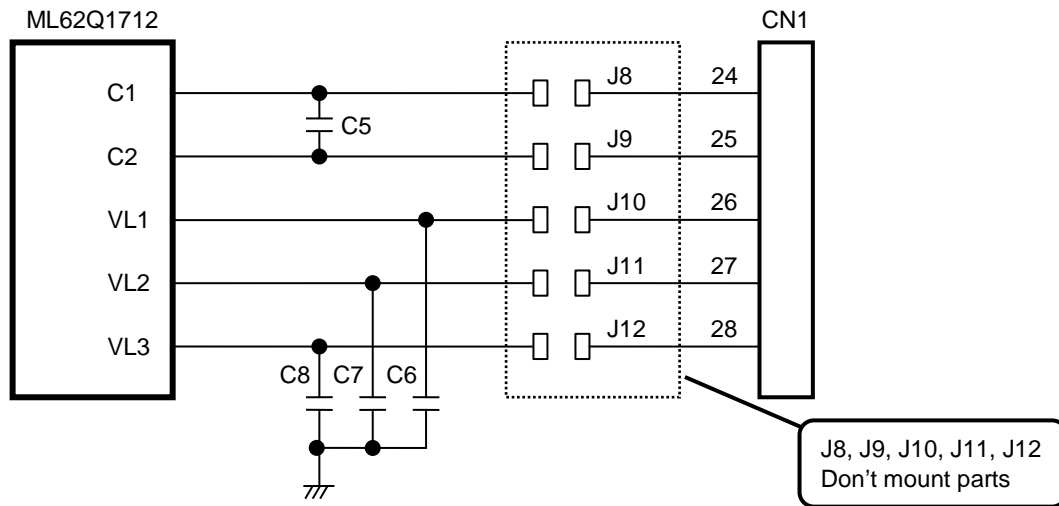 ML62Q1712
CN1
C1
J8
24
C5
C2
J9
25
VL1
J10
26
VL2
J11
27
VL3
J12
28
C8
C7
C6
J8, J9, J10, J11, J12
Don’t mount parts